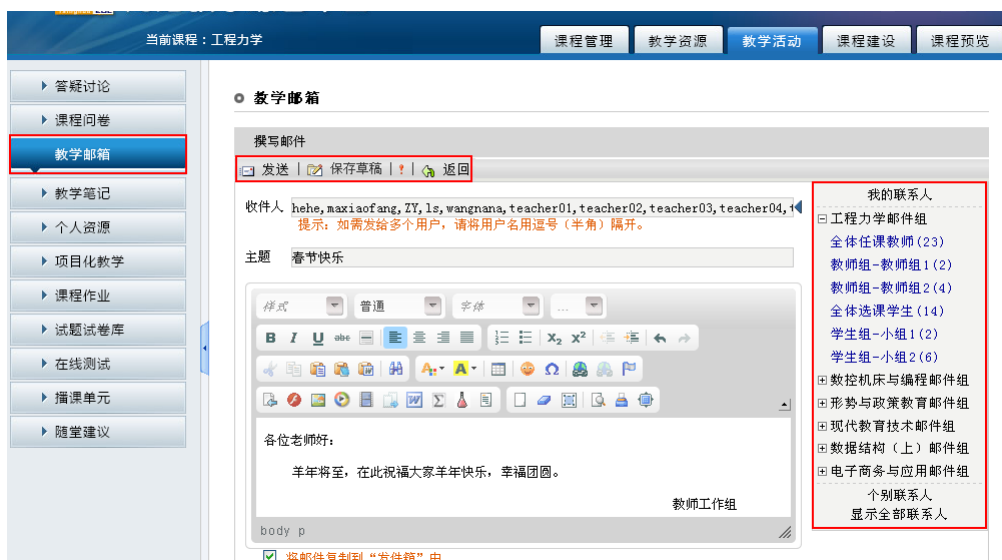 当前课程：工程力学
课程管理 教学资源 教学活动 课程建设 课程预览
答疑讨论
课程问卷
教学邮箱
教学笔记
个人资源
项目化教学
课程作业
试题试卷库
在线测试
播课单元
随堂建议
教学邮箱
撰写邮件
发送 | 保存草稿 | ! | 返回
收件人 hehe,maxiaofang,ZY,ls,wangnana,teacher01,teacher02,teacher03,teacher04,
提示：如需发给多个用户，请将用户名用逗号（半角）隔开。
主题 春节快乐
样式 普通 字体 ...
各位老师好：
羊年将至，在此祝福大家羊年快乐，幸福团圆。
教师工作组
body p
将邮件复制到“发件箱”中
我的联系人
工程力学邮件组
全体任课教师(23)
教师组-教师组1(2)
教师组-教师组2(4)
全体选课学生(14)
学生组-小组1(2)
学生组-小组2(6)
数控机床与编程邮件组
形势与政策教育邮件组
现代教育技术邮件组
数据结构（上）邮件组
电子商务与应用邮件组
个别联系人
显示全部联系人